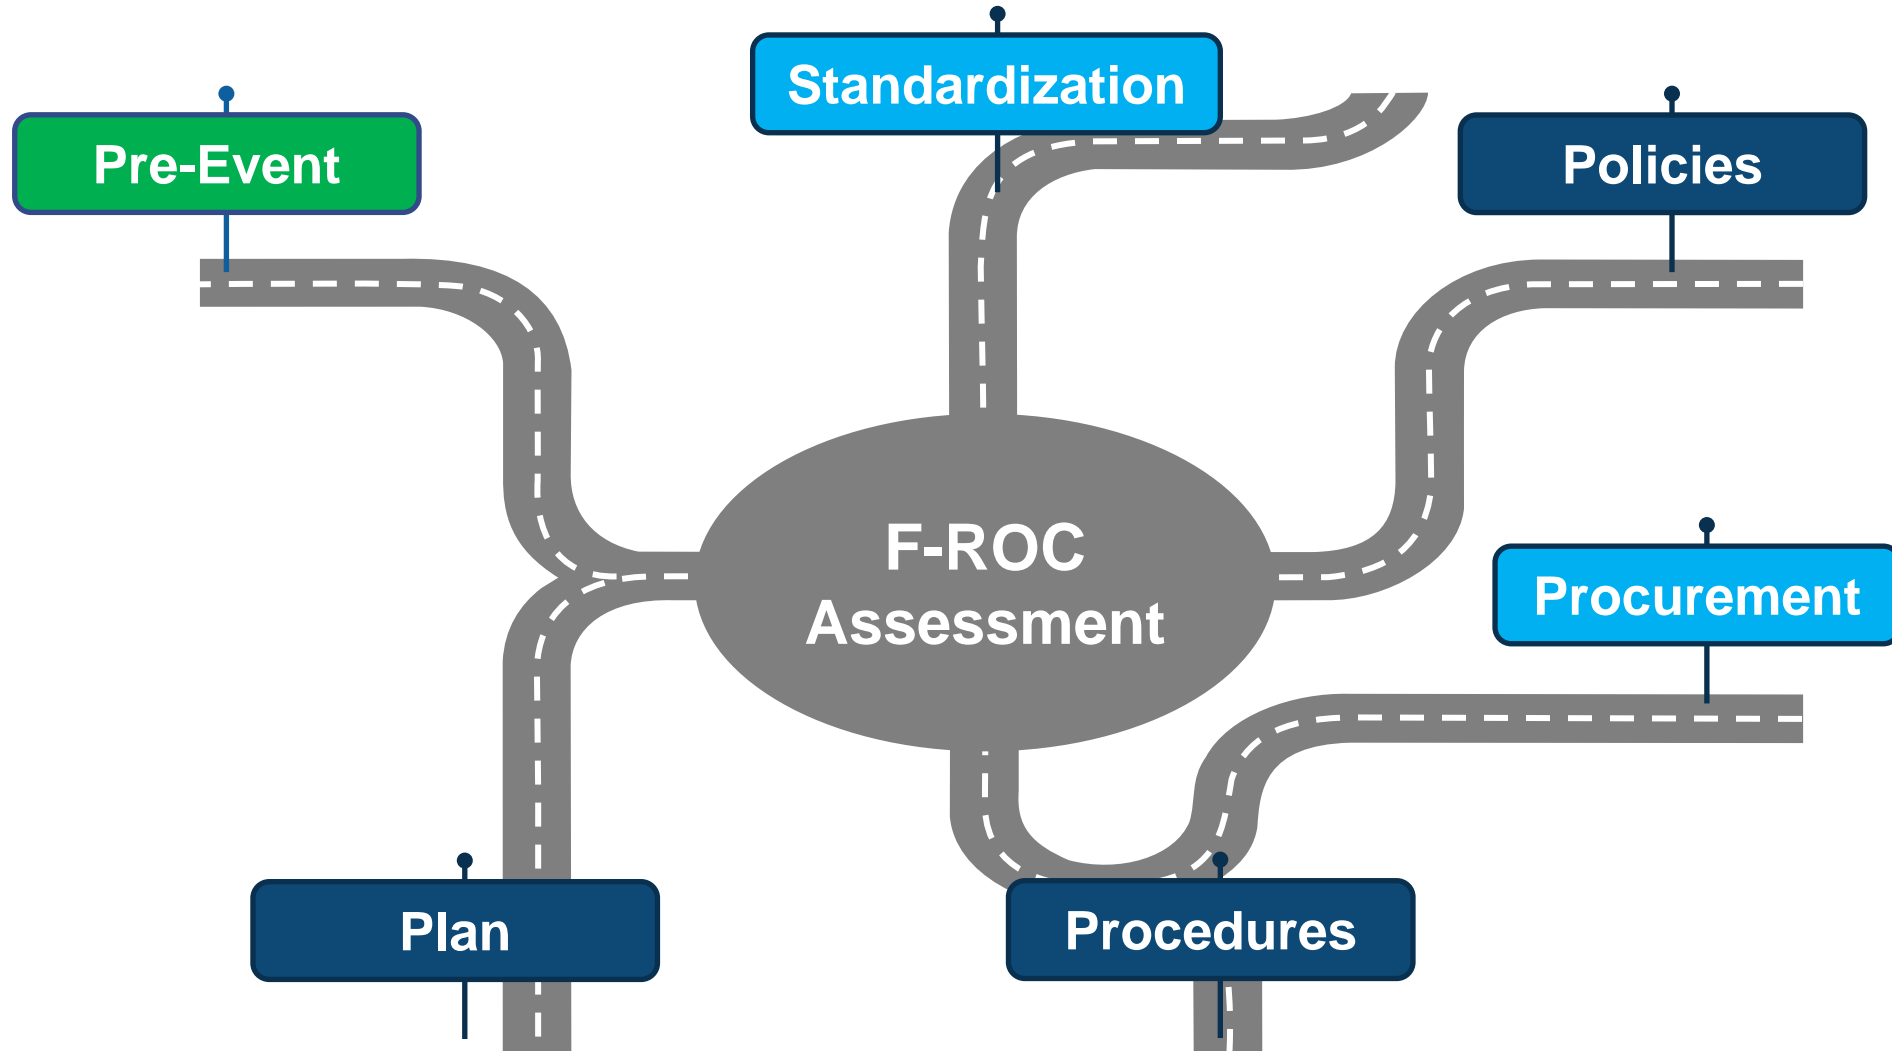 Standardization
Pre-Event
Policies
F-ROC
Assessment
Procurement
Plan
Procedures